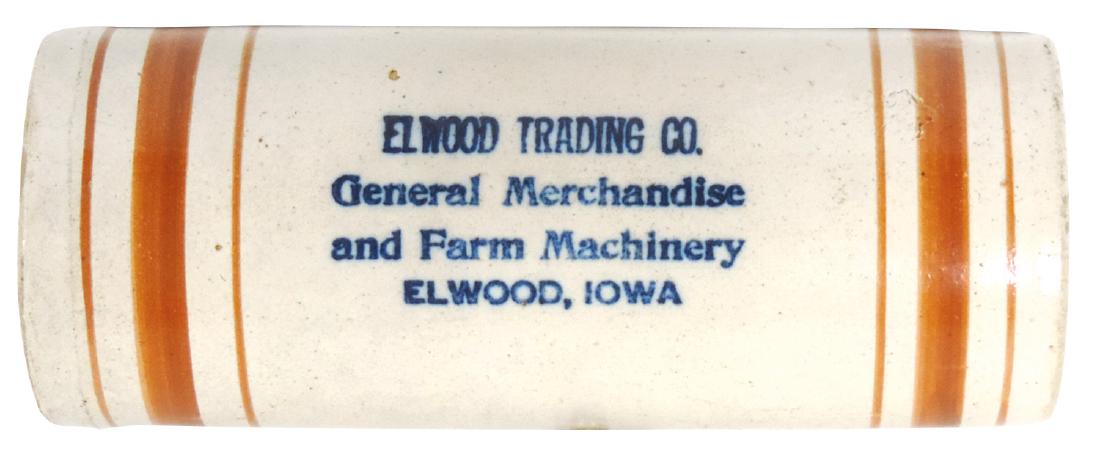 ELWOOD TRADING CO.
General Merchandise
and Farm Machinery
ELWOOD, IOWA